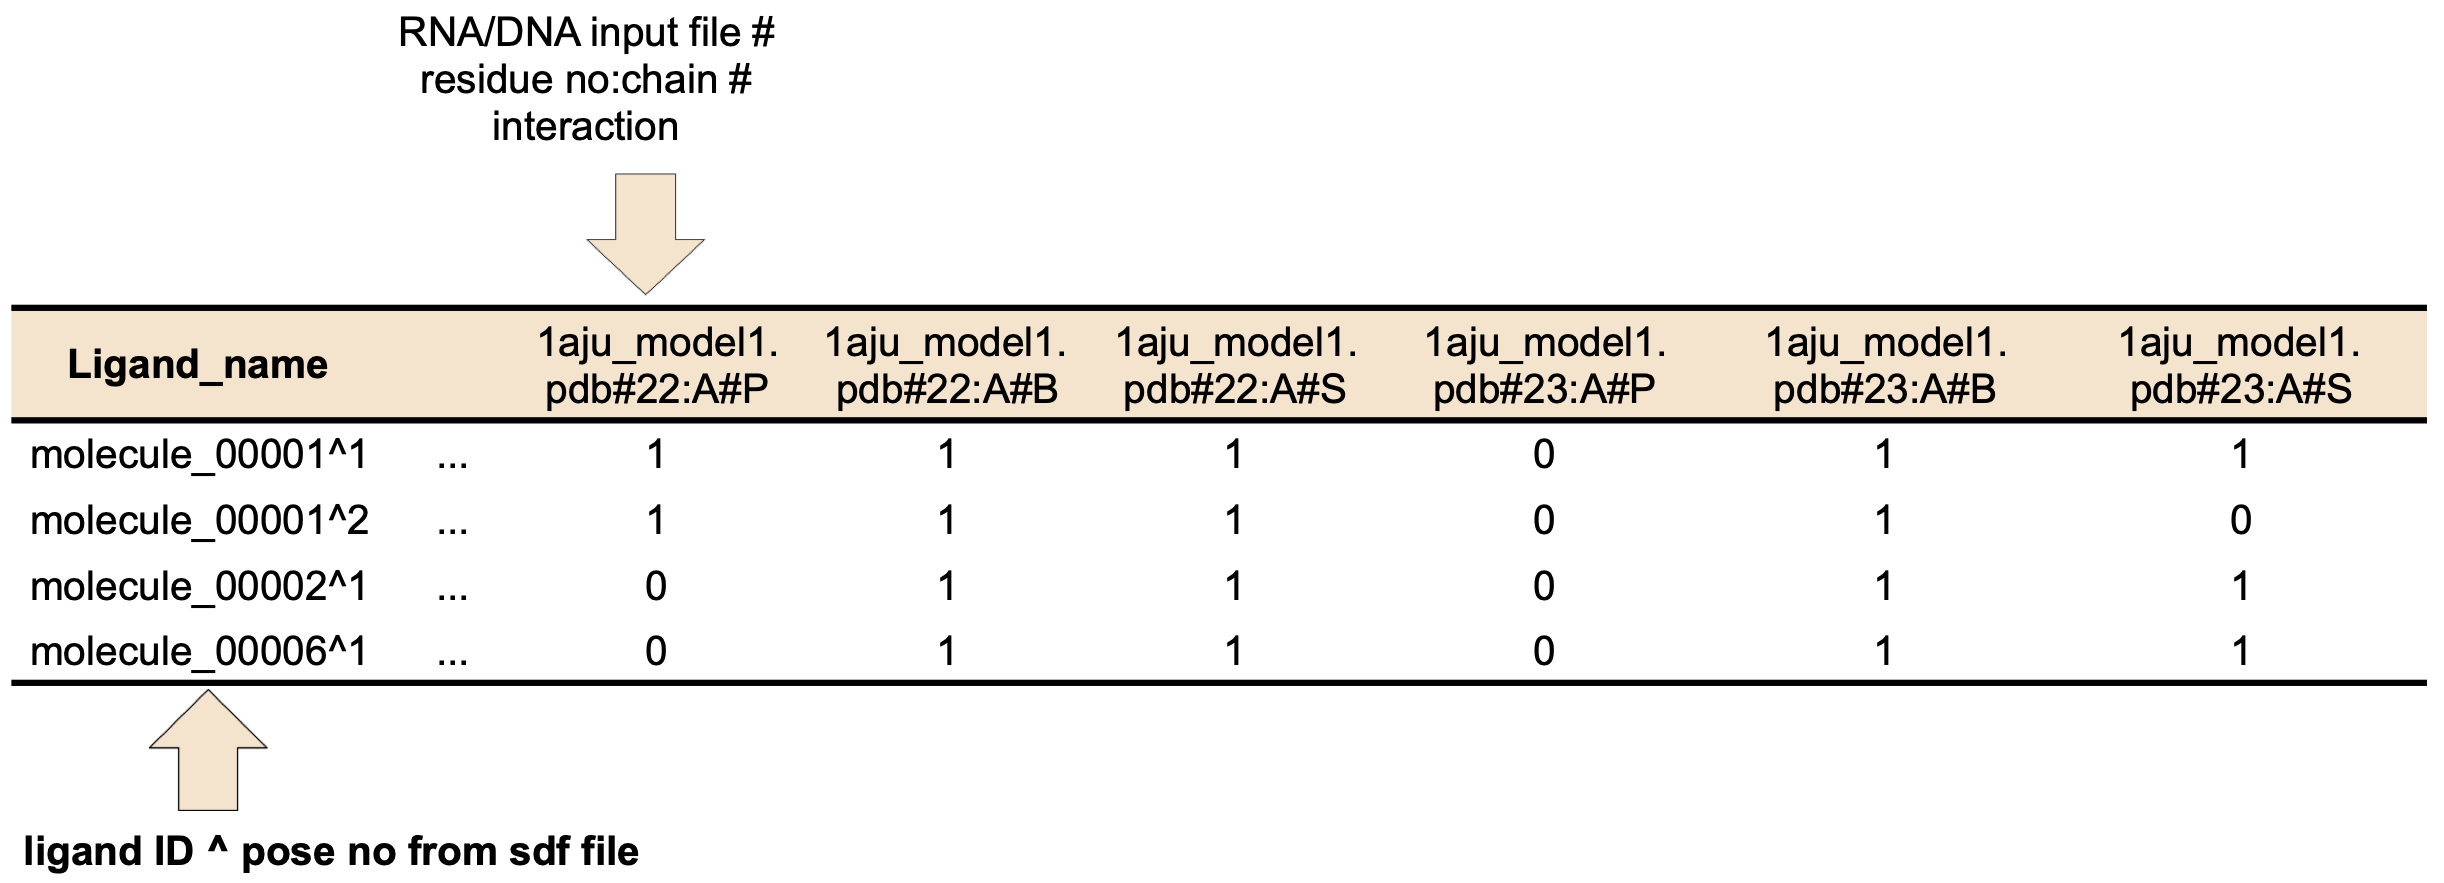 RNA/DNA input file #
residue no:chain #
interaction
Ligand_name 1aju_model1. 1aju_model1. 1aju_model1. 1aju_model1. 1aju_model1. 1aju_model1.
pdb#22:A#P pdb#22:A#B pdb#22:A#S pdb#23:A#P pdb#23:A#B pdb#23:A#S
molecule_00001^1 ... 1 1 1 0 1 1
molecule_00001^2 ... 1 1 1 0 1 0
molecule_00002^1 ... 0 1 1 0 1 1
molecule_00006^1 ... 0 1 1 0 1 1
ligand ID ^ pose no from sdf file